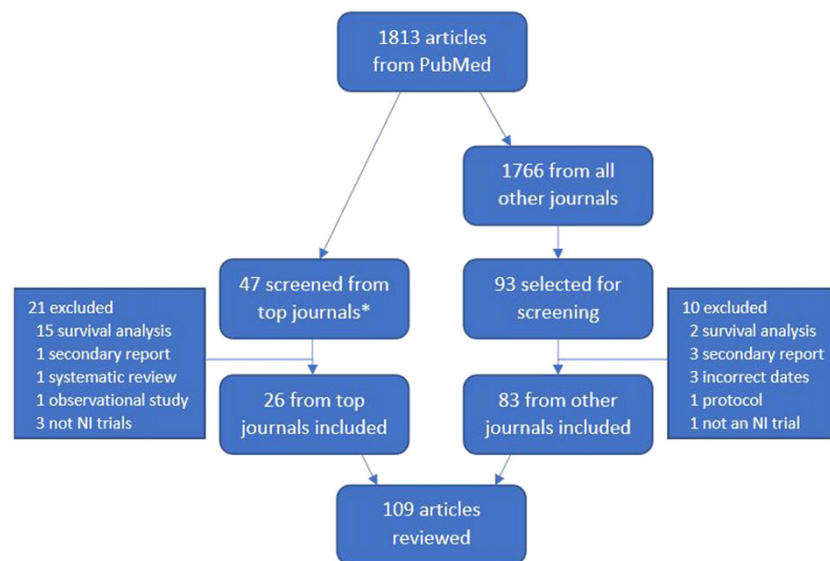 1813 articles
from PubMed
1766 from all
other journals
47 screened from
top journals*
93 selected for
screening
21 excluded
15 survival analysis
1 secondary report
1 systematic review
1 observational study
3 not NI trials
10 excluded
2 survival analysis
3 secondary report
3 incorrect dates
1 protocol
1 not an NI trial
26 from top
journals included
83 from other
journals included
109 articles
reviewed